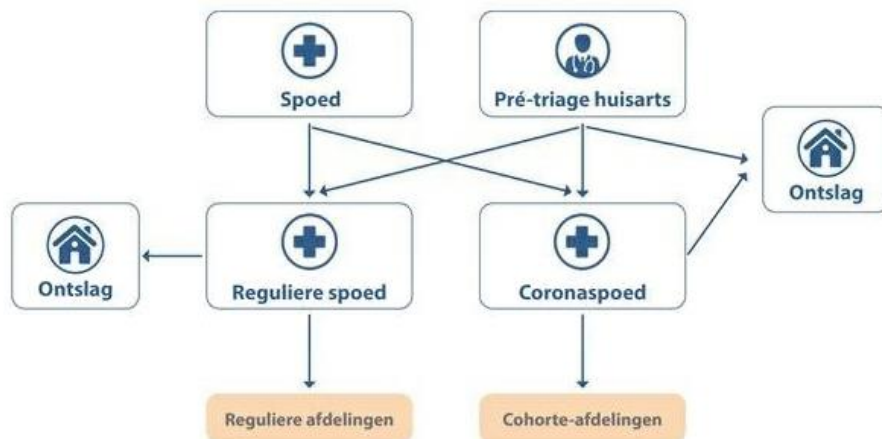 Spoed
Pré-triage huisarts
Ontslag
Ontslag
Reguliere spoed
Coronaspoed
Reguliere afdelingen
Cohorte-afdelingen